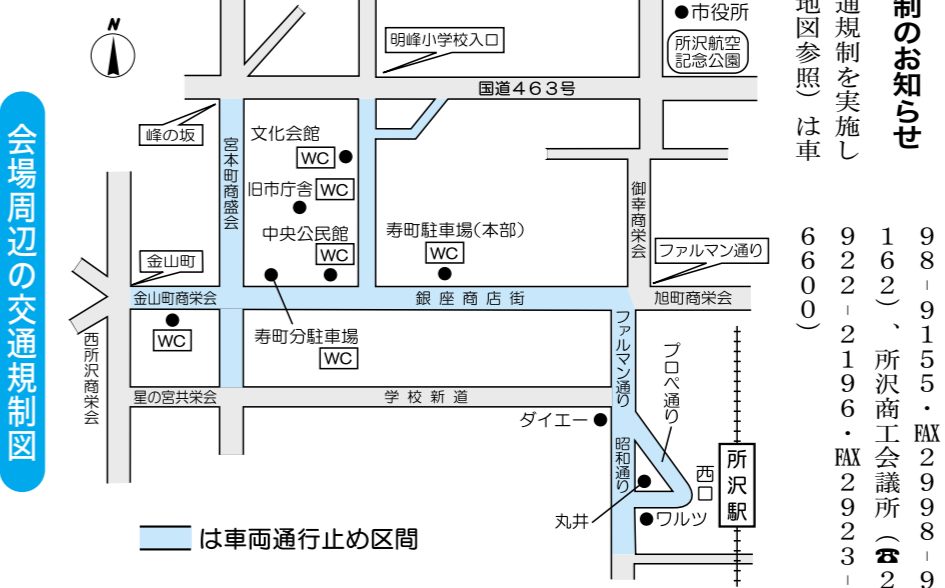 制のお知らせ
通規制を実施し
地図参照）は車
98-9155・FAX2998-9
162）、所沢商工会議所（☎2
922-2196・FAX2923-
6600）
会場周辺の交通規制図
N
●市役所
所沢航空
記念公園
明峰小学校入口
国道463号
峰の坂
宮本町商盛会
文化会館
WC
旧市庁舎 WC
中央公民館
WC
寿町駐車場(本部)
WC
御幸商栄会
ファルマン通り
金山町
金山町商栄会
銀座商店街
旭町商栄会
WC
西所沢商栄会
寿町分駐車場
WC
ファルマン通り
プロペ通り
星の宮共栄会
学校新道
ダイエー
昭和通り
西口
所沢駅
丸井
ワルツ
は車両通行止め区間